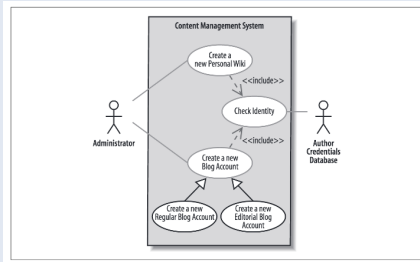 Content Management System
Create a
new Personal Wiki
<<include>>
Check Identity
Administrator
Author
Credentials
Database
<<include>>
Create a new
Blog Account
Create a new
Regular Blog Account
Create a new
Editorial Blog
Account